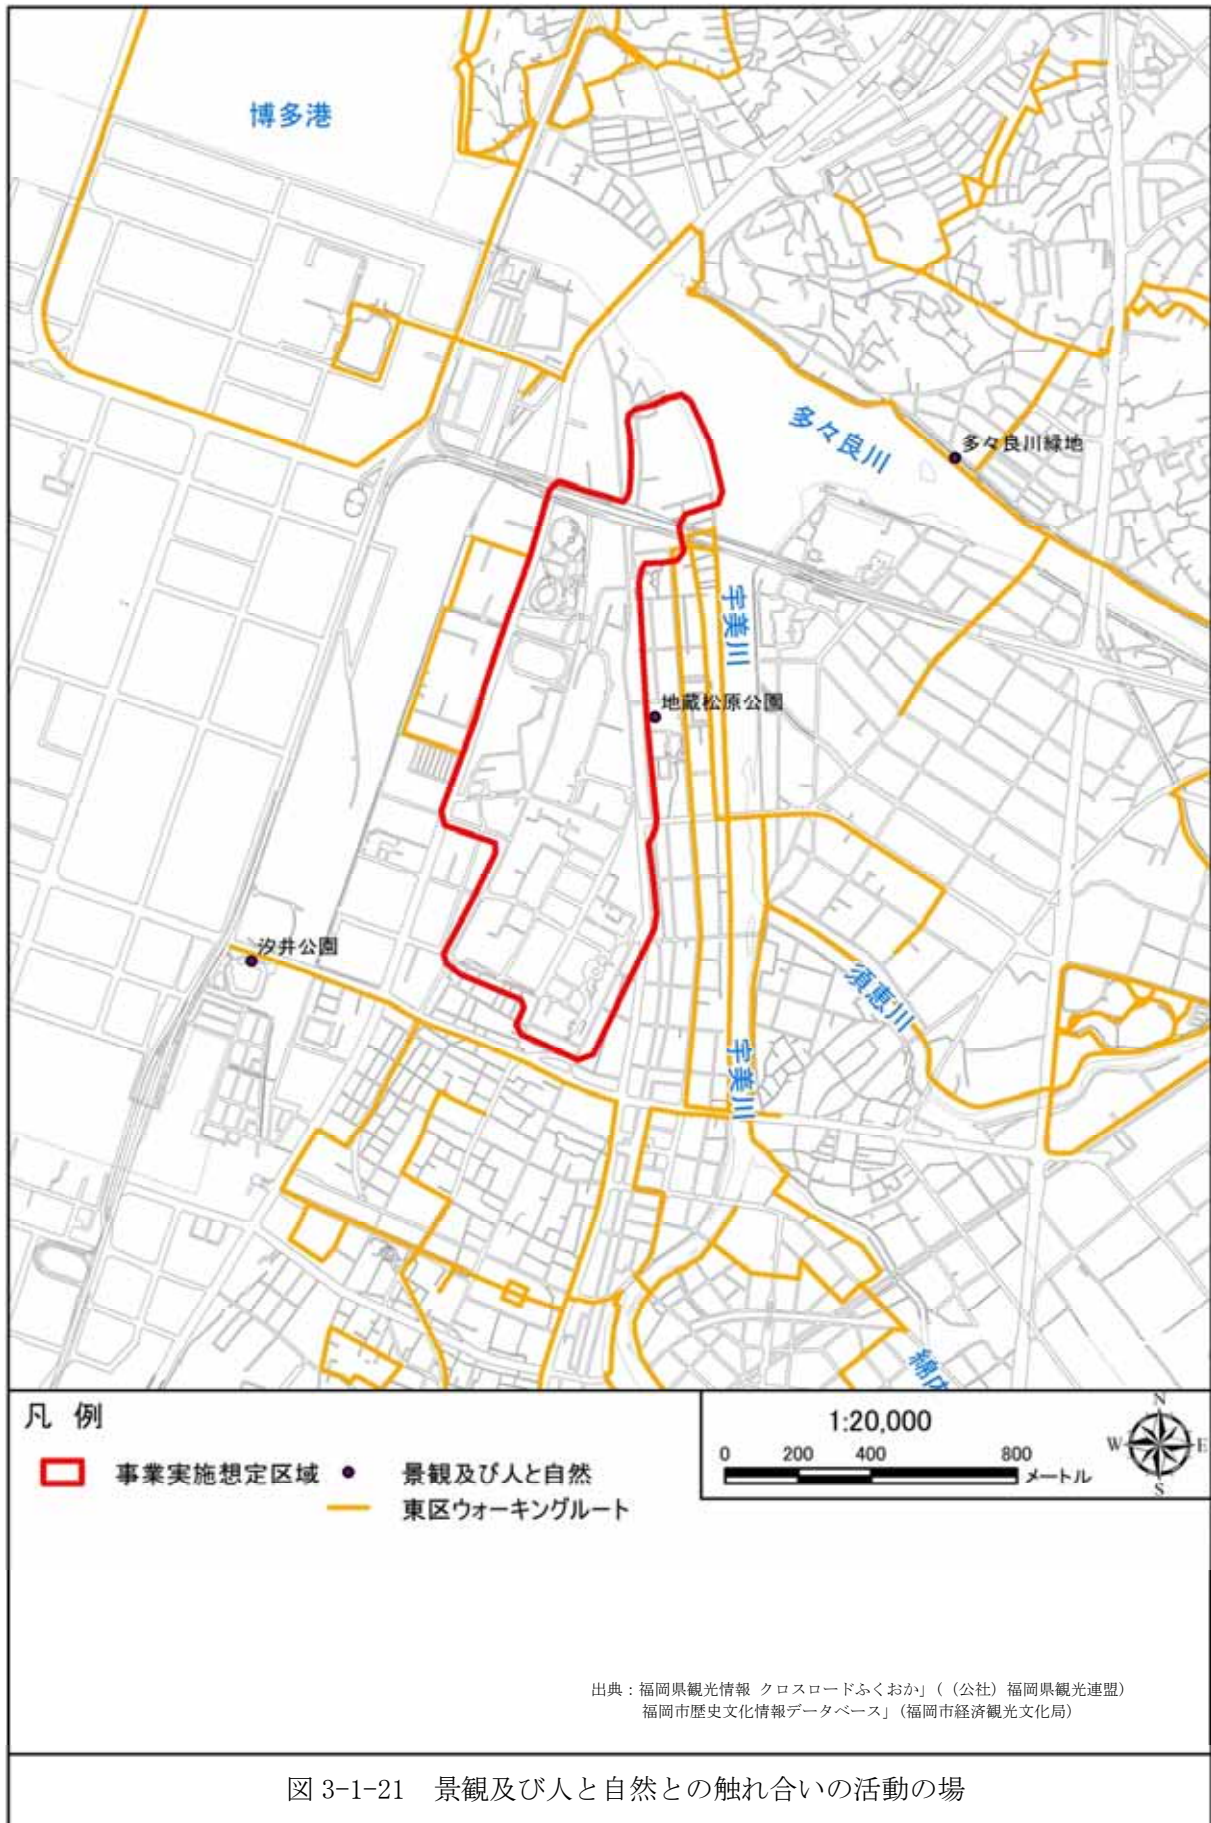 博多港
多々良川
多々良川緑地
宇美川
地蔵松原公園
汐井公園
須恵川
宇美川
綿内
凡 例
事業実施想定区域
景観及び人と自然
東区ウォーキングルート
1:20,000
0 200 400 800
メートル
N
W E
S
出典：福岡県観光情報 クロスロードふくおか」（（公社）福岡県観光連盟）
福岡市歴史文化情報データベース」（福岡市経済観光文化局）
図 3-1-21 景観及び人と自然との触れ合いの活動の場